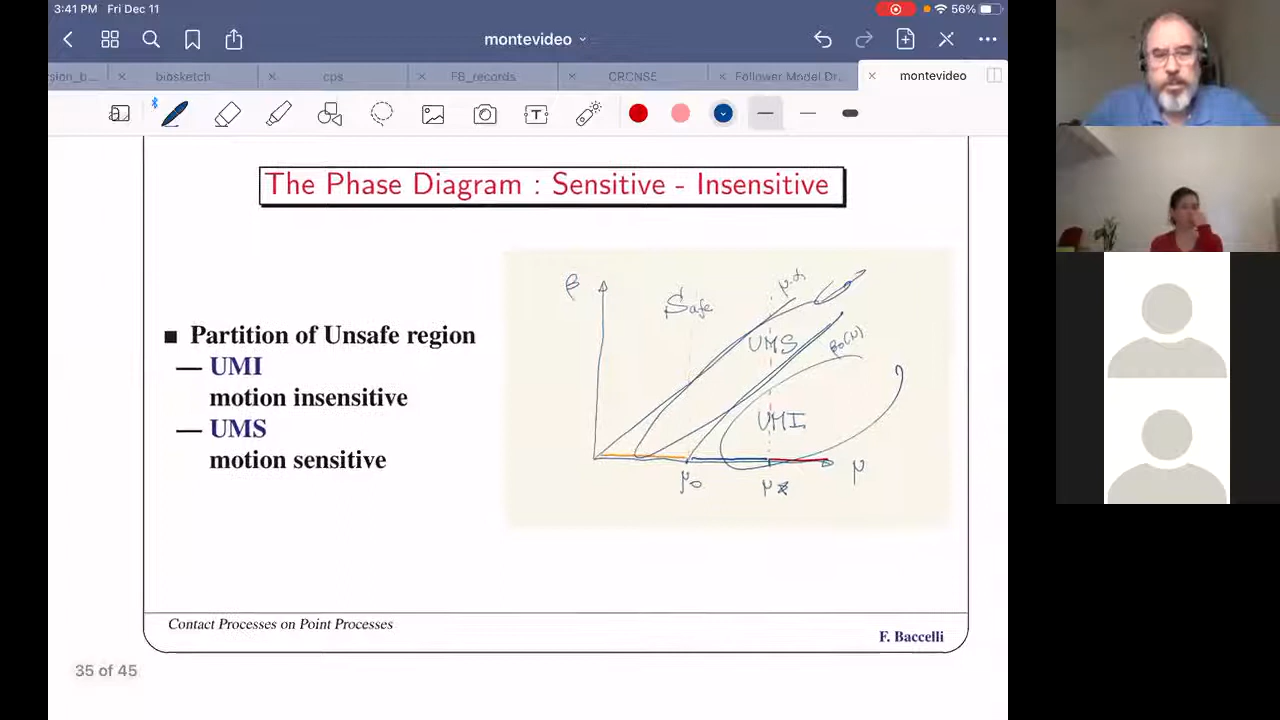 3:41 PM Fri Dec 11
56%
montevideo
biosketch
cps
FB_records
CRCNSE
Follower Model Dr...
montevideo
T
The Phase Diagram : Sensitive - Insensitive
β
Safe
μ.α
■ Partition of Unsafe region
UMS
β₀(μ)
— UMI
motion insensitive
UMI
— UMS
motion sensitive
μ
μ₀
Contact Processes on Point Processes
F. Baccelli
35 of 45